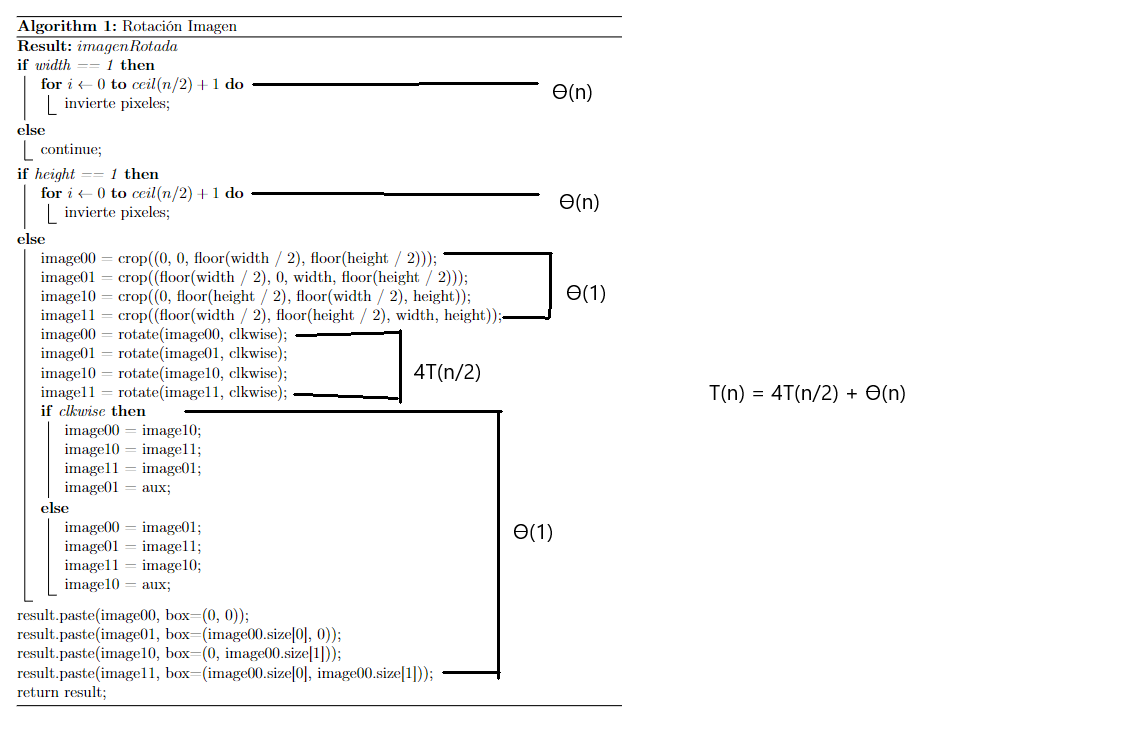 Algorithm 1: Rotación Imagen
Result: imagenRotada
if width == 1 then
for i ← 0 to ceil(n/2) + 1 do
Ө(n)
invierte pixeles;
else
continue;
if height == 1 then
for i ← 0 to ceil(n/2) + 1 do
Ө(n)
invierte pixeles;
else
image00 = crop((0, 0, floor(width / 2), floor(height / 2)));
image01 = crop((floor(width / 2), 0, width, floor(height / 2)));
image10 = crop((0, floor(height / 2), floor(width / 2), height));
Ө(1)
image11 = crop((floor(width / 2), floor(height / 2), width, height));
image00 = rotate(image00, clkwise);
image01 = rotate(image01, clkwise);
image10 = rotate(image10, clkwise);
4T(n/2)
image11 = rotate(image11, clkwise);
T(n) = 4T(n/2) + Ө(n)
if clkwise then
image00 = image10;
image10 = image11;
image11 = image01;
image01 = aux;
else
image00 = image01;
Ө(1)
image01 = image11;
image11 = image10;
image10 = aux;
result.paste(image00, box=(0, 0));
result.paste(image01, box=(image00.size[0], 0));
result.paste(image10, box=(0, image00.size[1]));
result.paste(image11, box=(image00.size[0], image00.size[1]));
return result;